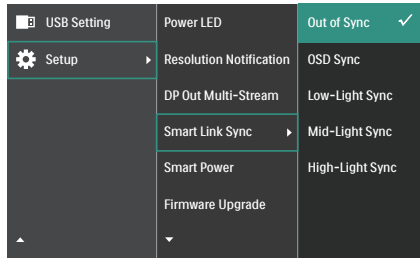 USB Setting
Setup
Power LED
Resolution Notification
DP Out Multi-Stream
Smart Link Sync
Smart Power
Firmware Upgrade
Out of Sync
OSD Sync
Low-Light Sync
Mid-Light Sync
High-Light Sync